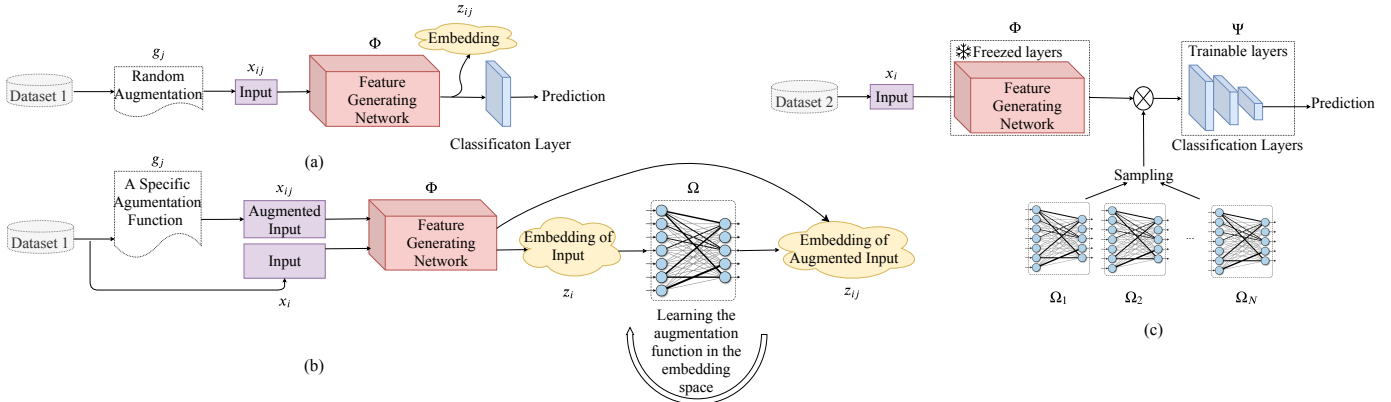 g_j
Random
Augmentation
Dataset 1
x_ij
Input
Φ
Feature
Generating
Network
z_ij
Embedding
Prediction
Classificaton Layer
(a)
g_j
A Specific
Agumentation
Function
Dataset 1
x_ij
Augmented
Input
Input
x_i
Φ
Feature
Generating
Network
Embedding of
Input
z_i
Ω
Learning the
augmentation
function in the
embedding
space
Embedding of
Augmented Input
z_ij
(b)
Dataset 2
x_i
Input
Φ
Freezed layers
Feature
Generating
Network
Ψ
Trainable layers
Classification Layers
Prediction
Sampling
...
Ω_1
Ω_2
Ω_N
(c)